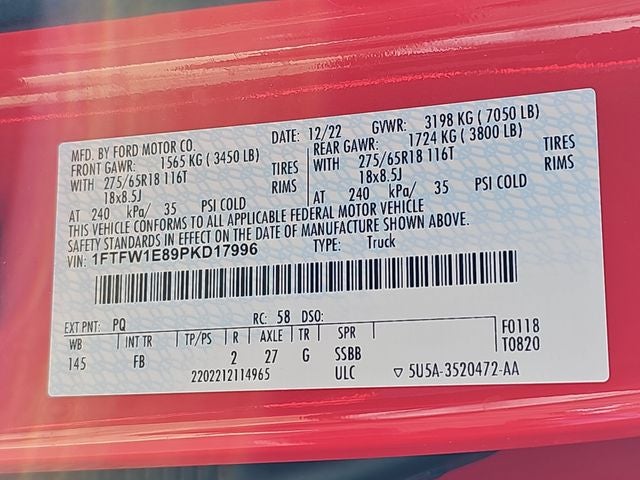 MFD. BY FORD MOTOR CO. DATE: 12/22 GVWR: 3198 KG ( 7050 LB)
FRONT GAWR: 1565 KG ( 3450 LB) REAR GAWR: 1724 KG ( 3800 LB)
WITH 275/65R18 116T TIRES WITH 275/65R18 116T TIRES
18x8.5J RIMS 18x8.5J RIMS
AT 240 kPa/ 35 PSI COLD AT 240 kPa/ 35 PSI COLD
THIS VEHICLE CONFORMS TO ALL APPLICABLE FEDERAL MOTOR VEHICLE
SAFETY STANDARDS IN EFFECT ON THE DATE OF MANUFACTURE SHOWN ABOVE.
VIN: 1FTFW1E89PKD17996 TYPE: Truck
EXT PNT: PQ RC: 58 DSO:
WB INT TR TP/PS R AXLE TR SPR F0118
145 FB 2 27 G SSBB T0820
2202212114965 ULC ▽ 5U5A-3520472-AA